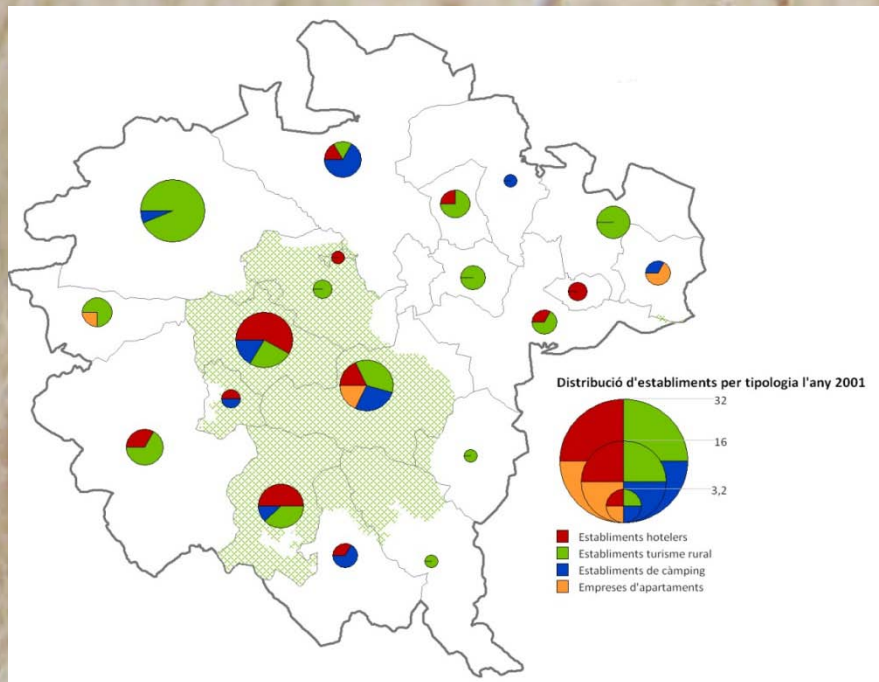 Distribució d'establiments per tipologia l'any 2001
32
16
3,2
Establiments hotelers
Establiments turisme rural
Establiments de càmping
Empreses d'apartaments